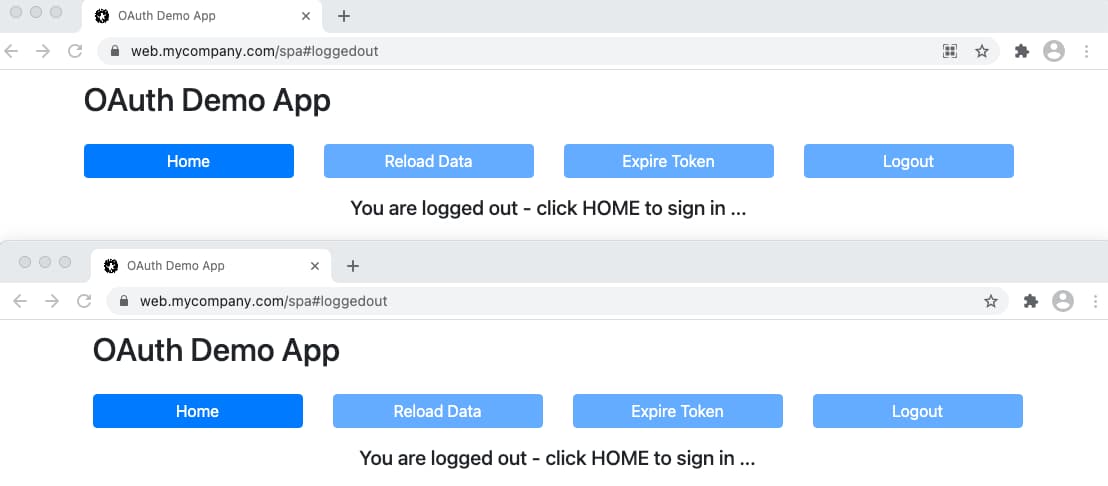 OAuth Demo App
web.mycompany.com/spa#loggedout
OAuth Demo App
Home Reload Data Expire Token Logout
You are logged out - click HOME to sign in ...
OAuth Demo App
web.mycompany.com/spa#loggedout
OAuth Demo App
Home Reload Data Expire Token Logout
You are logged out - click HOME to sign in ...